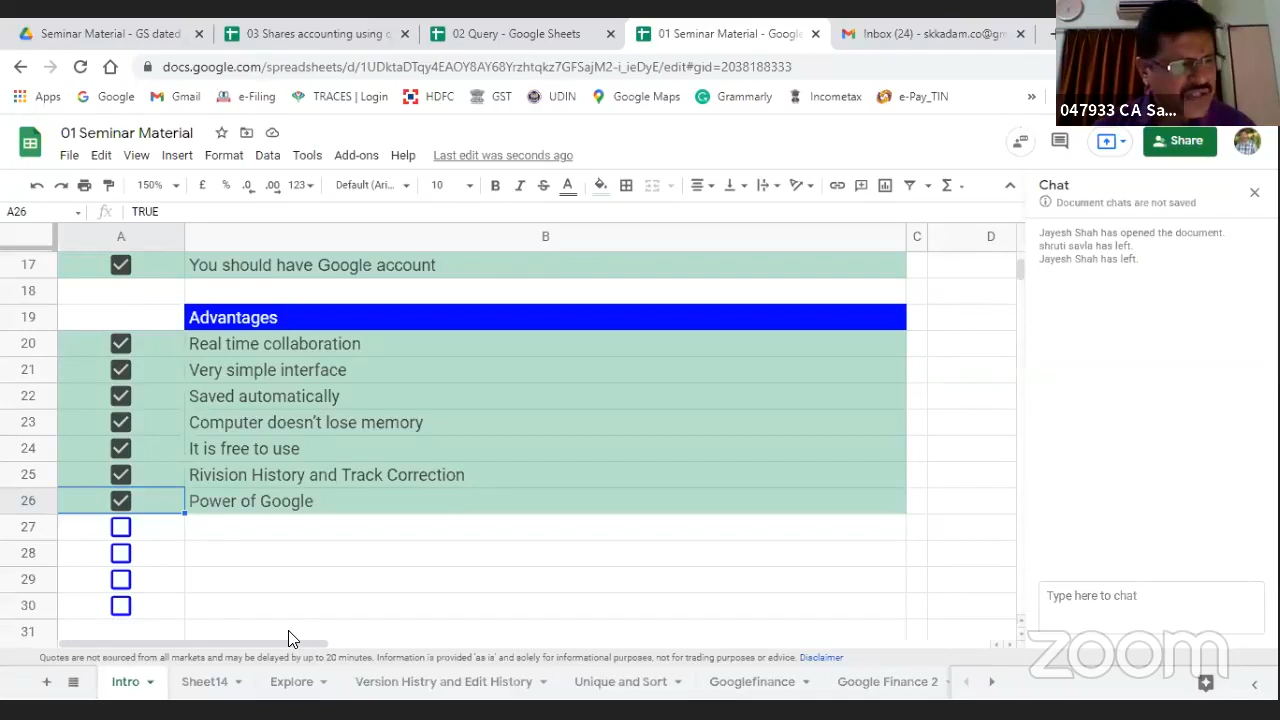 Seminar Material - GS dated
03 Shares accounting using
02 Query - Google Sheets
01 Seminar Material - Google
Inbox (24) - skkadam.co@gm
docs.google.com/spreadsheets/d/1UDktaDTqy4EAOY8AY68Yrzhtqkz7GFSajM2-i_ieDyE/edit#gid=2038188333
Apps Google Gmail e-Filing TRACES | Login HDFC GST UDIN Google Maps Grammarly Incometax e-Pay_TIN »
047933 CA Sa...
01 Seminar Material
Share
File Edit View Insert Format Data Tools Add-ons Help Last edit was seconds ago
150% £ % .0 .00 123 Default (Ari... 10 B I S A Σ
Chat
Document chats are not saved
A26 fx TRUE
Jayesh Shah has opened the document.
shruti savla has left.
Jayesh Shah has left.
A B C D
17 You should have Google account
18
19 Advantages
20 Real time collaboration
21 Very simple interface
22 Saved automatically
23 Computer doesn't lose memory
24 It is free to use
25 Rivision History and Track Correction
26 Power of Google
27
28
29
30
31
Type here to chat
zoom
Quotes are not sourced from all markets and may be delayed by up to 20 minutes. Information is provided 'as is' and solely for informational purposes, not for trading purposes or advice. Disclaimer
Intro Sheet14 Explore Version Histry and Edit History Unique and Sort Googlefinance Google Finance 2